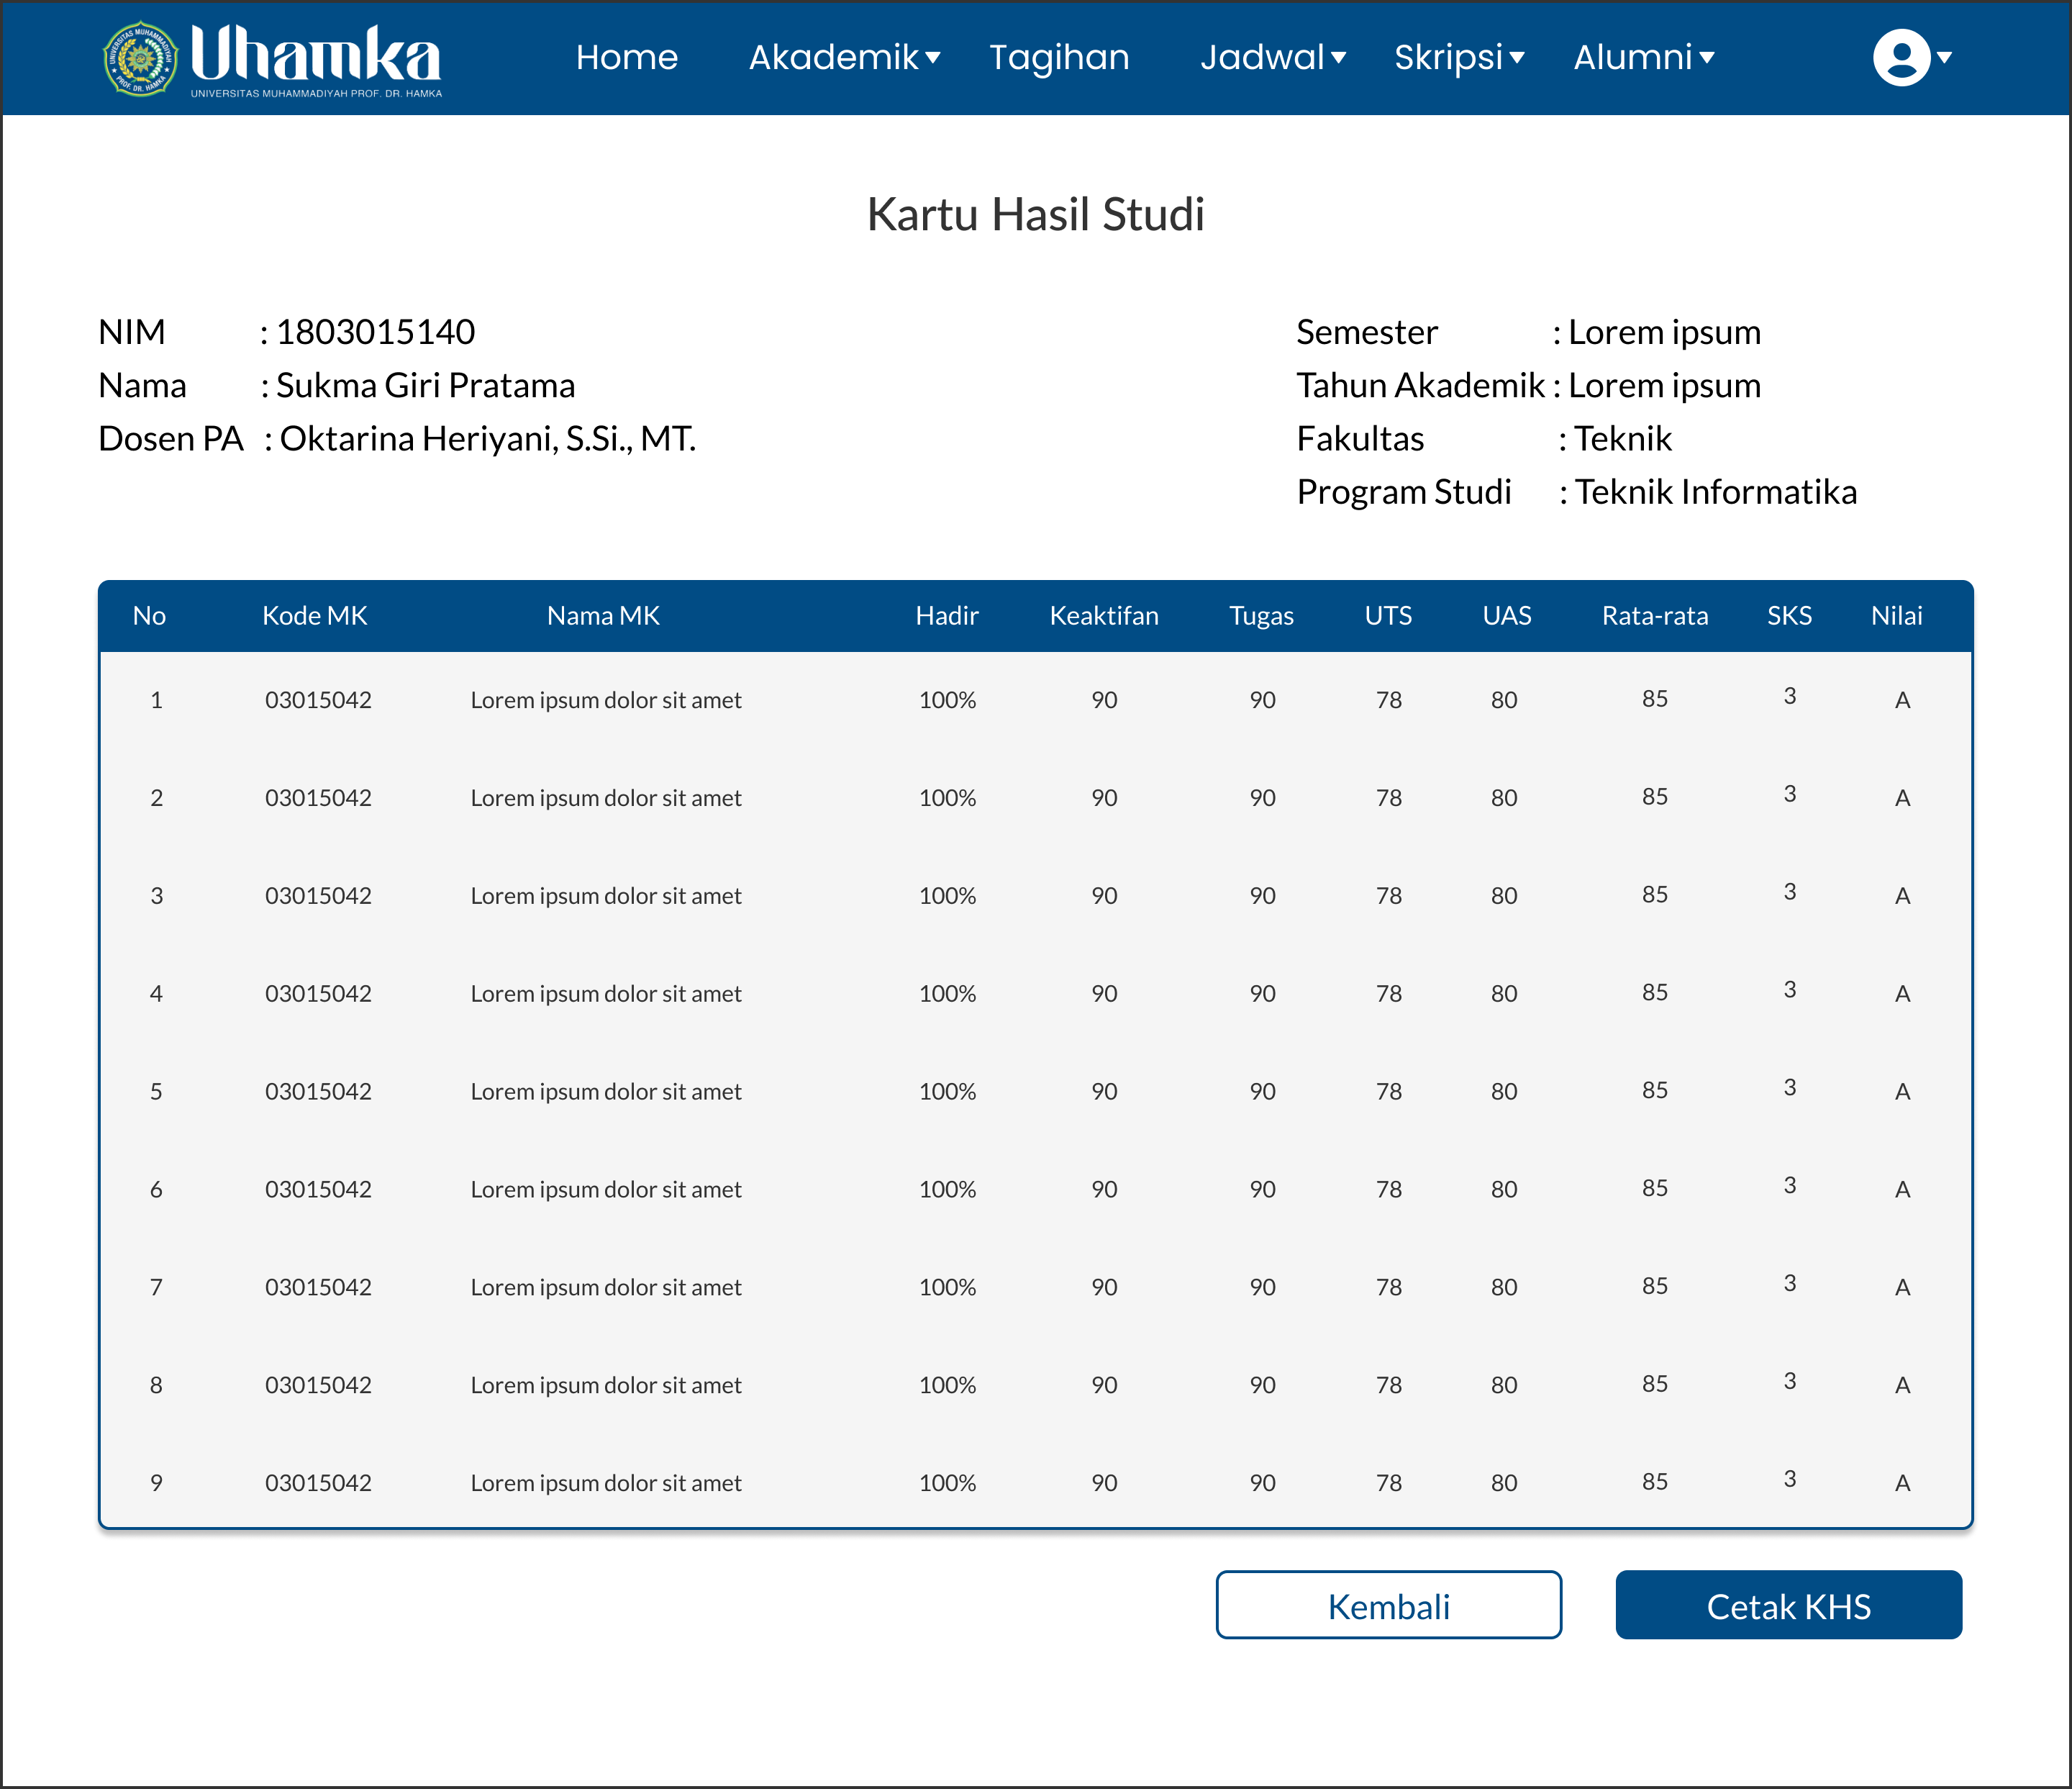 UNIVERSITAS MUHAMMADIYAH
PROF. DR. HAMKA
Uhamka
UNIVERSITAS MUHAMMADIYAH PROF. DR. HAMKA
Home Akademik Tagihan Jadwal Skripsi Alumni
Kartu Hasil Studi
NIM : 1803015140
Nama : Sukma Giri Pratama
Dosen PA : Oktarina Heriyani, S.Si., MT.
Semester : Lorem ipsum
Tahun Akademik : Lorem ipsum
Fakultas : Teknik
Program Studi : Teknik Informatika
No Kode MK Nama MK Hadir Keaktifan Tugas UTS UAS Rata-rata SKS Nilai
1 03015042 Lorem ipsum dolor sit amet 100% 90 90 78 80 85 3 A
2 03015042 Lorem ipsum dolor sit amet 100% 90 90 78 80 85 3 A
3 03015042 Lorem ipsum dolor sit amet 100% 90 90 78 80 85 3 A
4 03015042 Lorem ipsum dolor sit amet 100% 90 90 78 80 85 3 A
5 03015042 Lorem ipsum dolor sit amet 100% 90 90 78 80 85 3 A
6 03015042 Lorem ipsum dolor sit amet 100% 90 90 78 80 85 3 A
7 03015042 Lorem ipsum dolor sit amet 100% 90 90 78 80 85 3 A
8 03015042 Lorem ipsum dolor sit amet 100% 90 90 78 80 85 3 A
9 03015042 Lorem ipsum dolor sit amet 100% 90 90 78 80 85 3 A
Kembali Cetak KHS